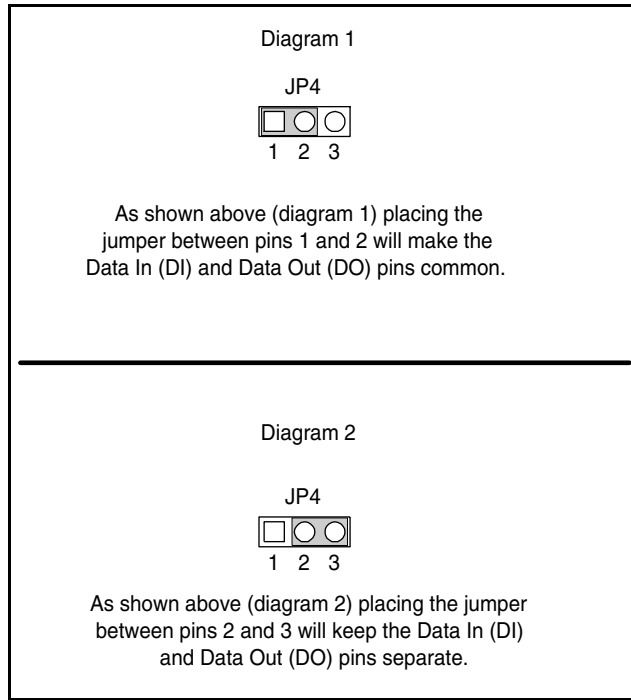 Diagram 1
JP4
1 2 3
As shown above (diagram 1) placing the
jumper between pins 1 and 2 will make the
Data In (DI) and Data Out (DO) pins common.
Diagram 2
JP4
1 2 3
As shown above (diagram 2) placing the jumper
between pins 2 and 3 will keep the Data In (DI)
and Data Out (DO) pins separate.